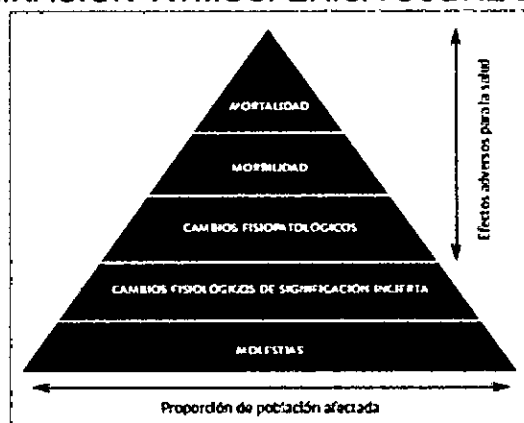 MORTALIDAD
MORBILIDAD
CAMBIOS FISIOPATOLÓGICOS
CAMBIOS FISIOLÓGICOS DE SIGNIFICACIÓN INCIERTA
MOLESTIAS
Efectos adversos para la salud
Proporción de población afectada